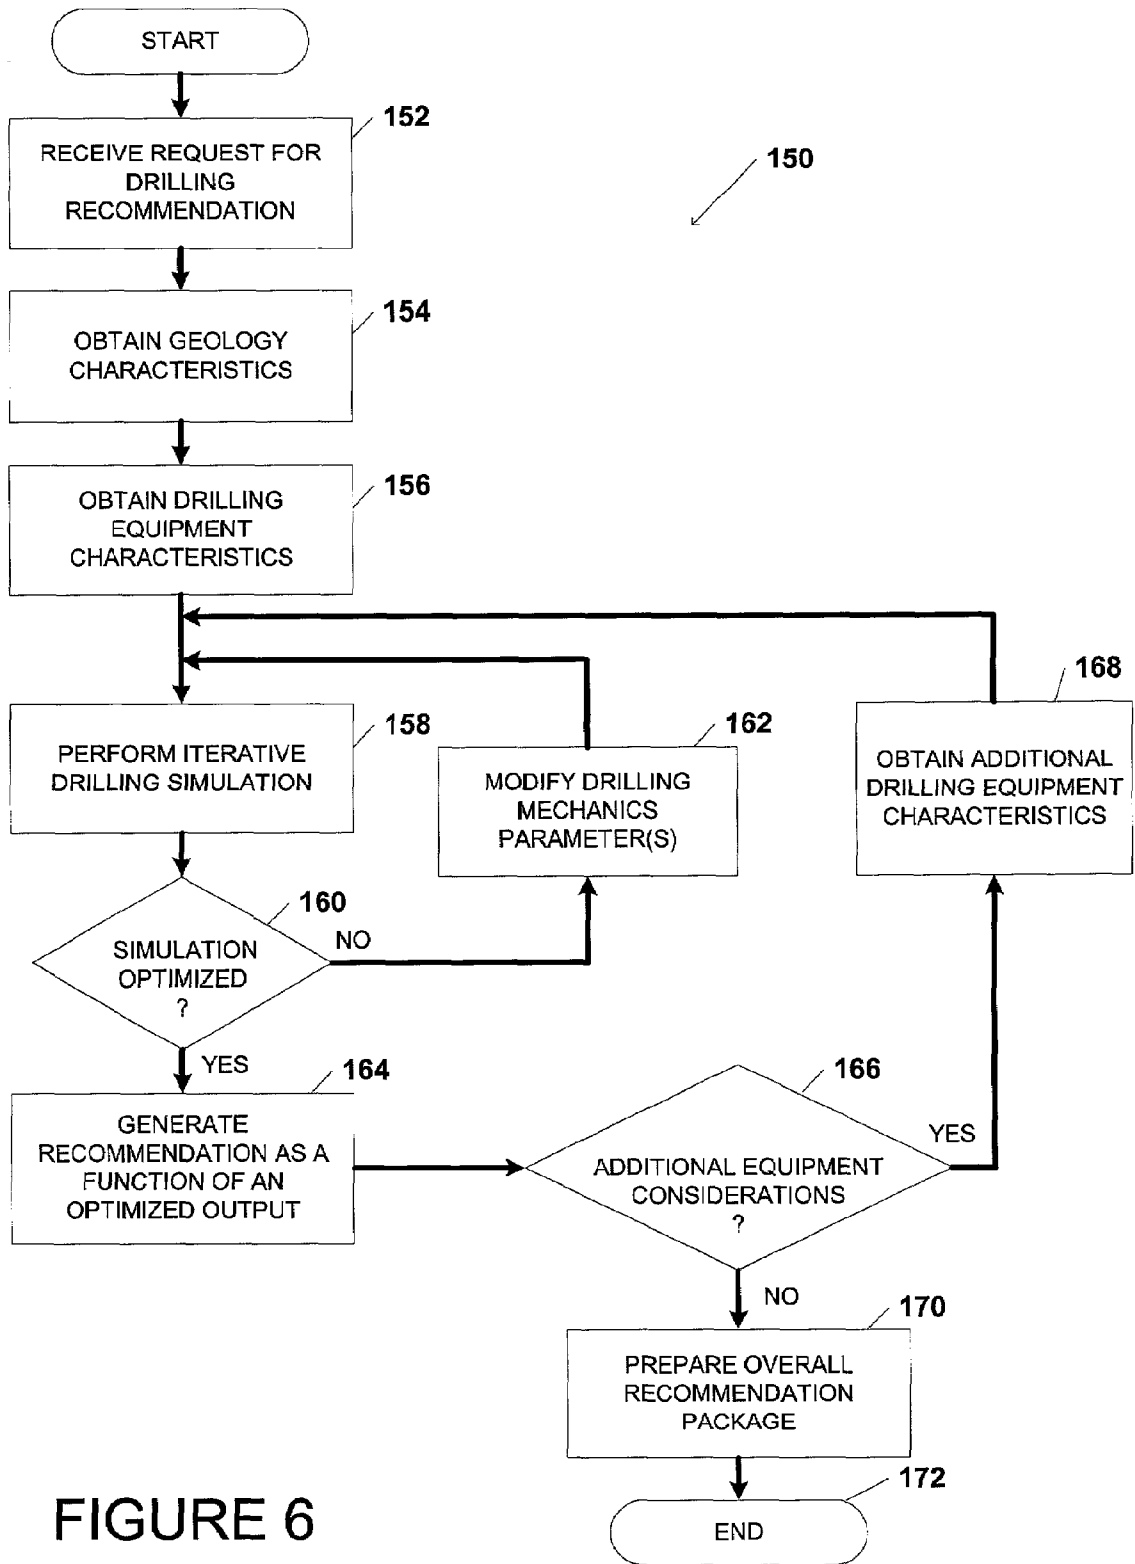 START
152
RECEIVE REQUEST FOR
DRILLING
RECOMMENDATION
150
154
OBTAIN GEOLOGY
CHARACTERISTICS
156
OBTAIN DRILLING
EQUIPMENT
CHARACTERISTICS
158
PERFORM ITERATIVE
DRILLING SIMULATION
162
MODIFY DRILLING
MECHANICS
PARAMETER(S)
168
OBTAIN ADDITIONAL
DRILLING EQUIPMENT
CHARACTERISTICS
160
SIMULATION
OPTIMIZED
?
NO
YES
164
GENERATE
RECOMMENDATION AS A
FUNCTION OF AN
OPTIMIZED OUTPUT
166
ADDITIONAL EQUIPMENT
CONSIDERATIONS
?
YES
NO
170
PREPARE OVERALL
RECOMMENDATION
PACKAGE
172
END
FIGURE 6